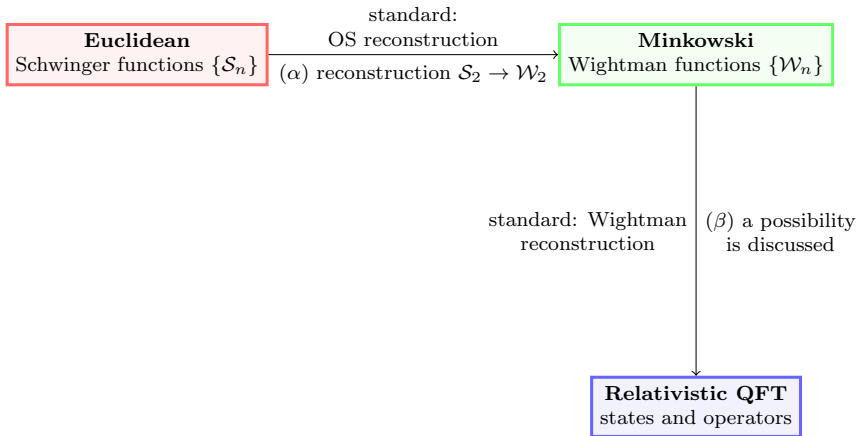 standard:
OS reconstruction
Euclidean
Schwinger functions {𝒮ₙ}
(α) reconstruction 𝒮₂ → 𝒲₂
Minkowski
Wightman functions {𝒲ₙ}
standard: Wightman
reconstruction
(β) a possibility
is discussed
Relativistic QFT
states and operators